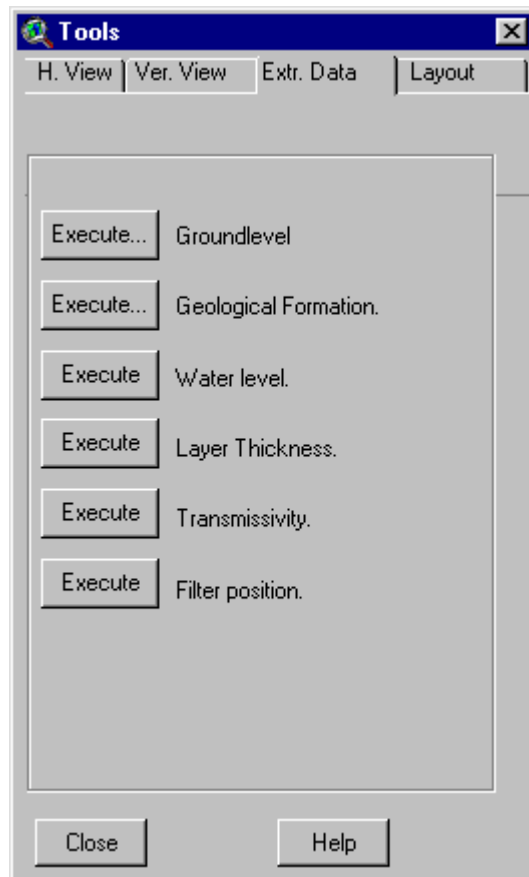 Tools
H. View Ver. View Extr. Data Layout
Execute... Groundlevel
Execute... Geological Formation.
Execute Water level.
Execute Layer Thickness.
Execute Transmissivity.
Execute Filter position.
Close Help